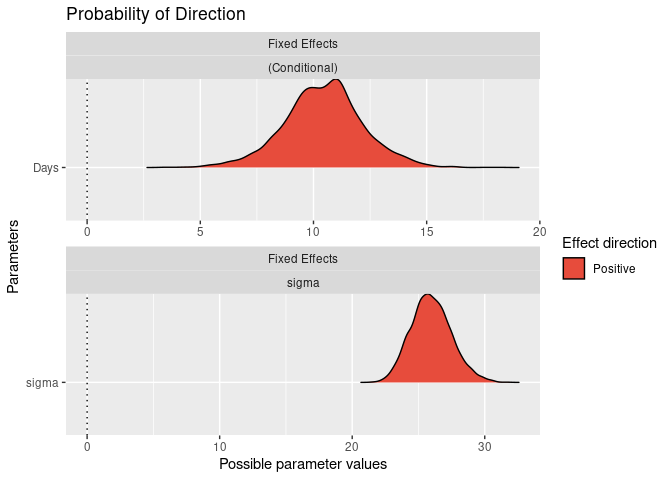 Probability of Direction
Fixed Effects
(Conditional)
Days
0 5 10 15 20
Fixed Effects
sigma
sigma
0 10 20 30
Possible parameter values
Parameters
Effect direction
Positive